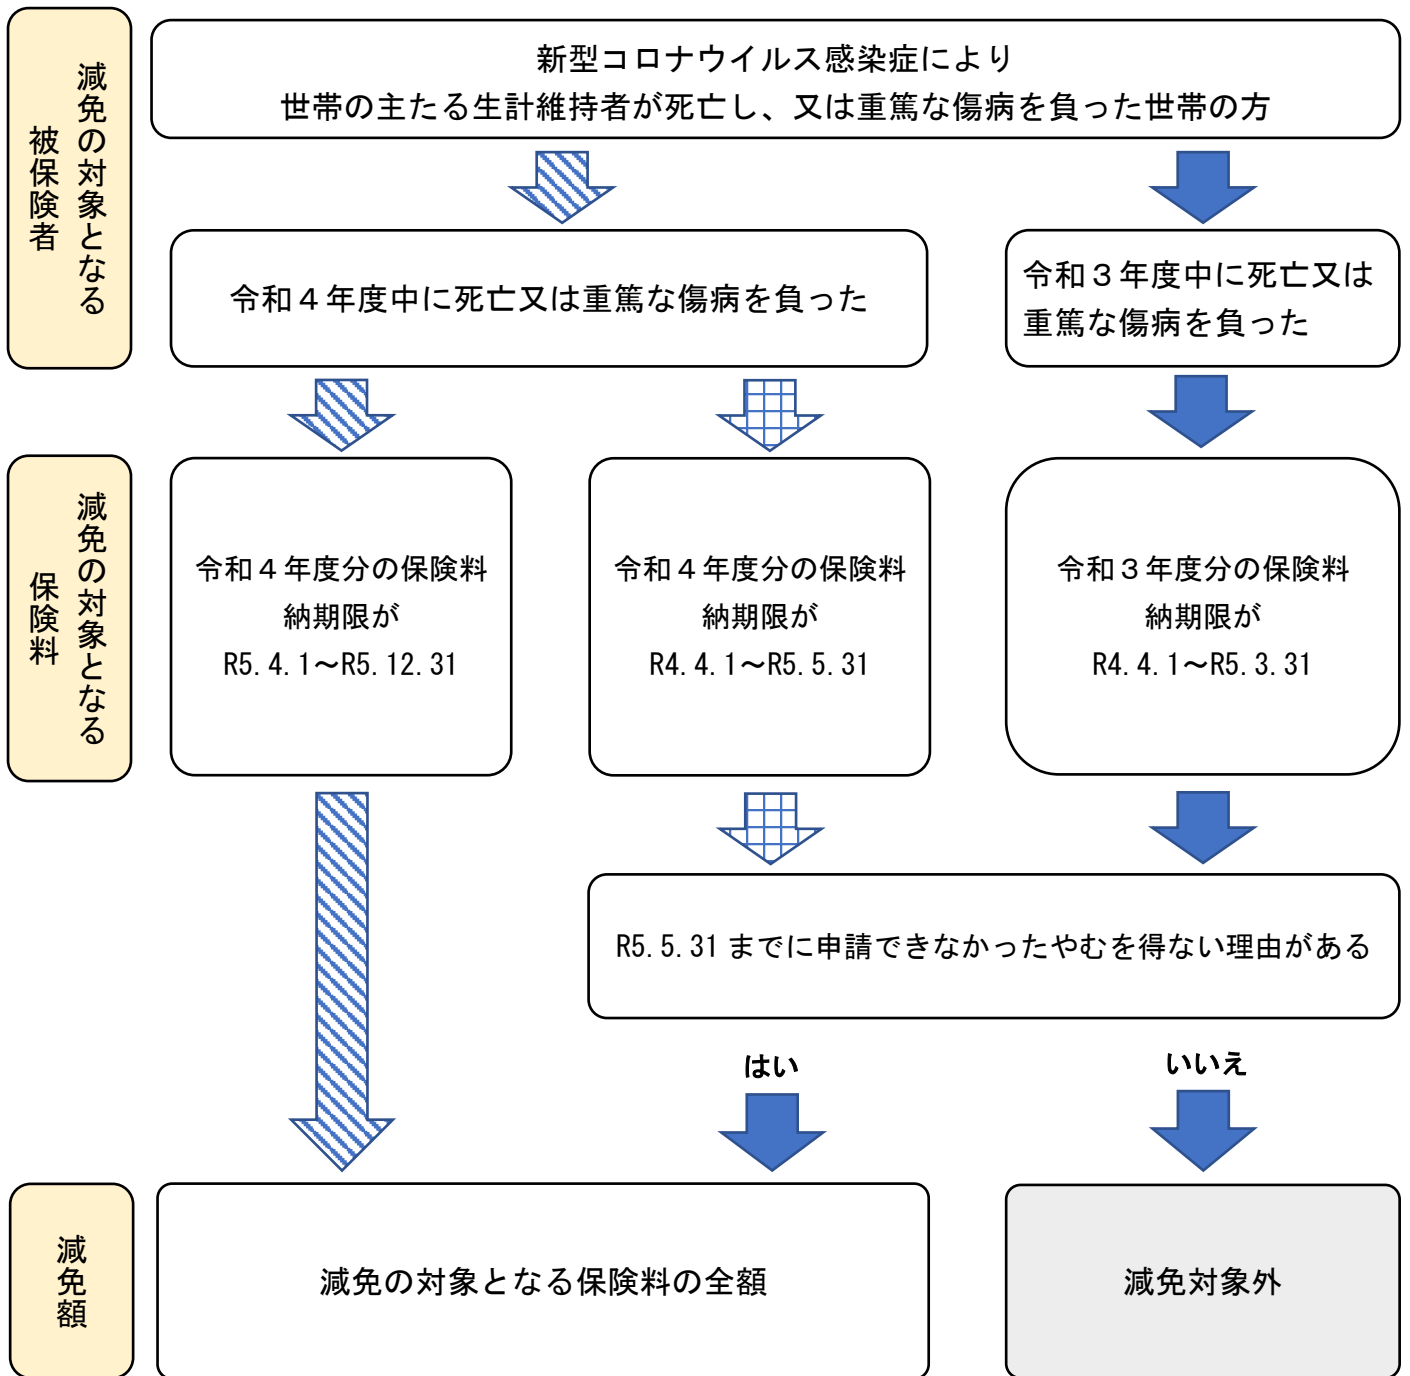 減免の対象となる
被保険者
新型コロナウイルス感染症により
世帯の主たる生計維持者が死亡し、又は重篤な傷病を負った世帯の方
令和４年度中に死亡又は重篤な傷病を負った
令和３年度中に死亡又は
重篤な傷病を負った
減免の対象となる
保険料
令和４年度分の保険料
納期限が
R5.4.1～R5.12.31
令和４年度分の保険料
納期限が
R4.4.1～R5.5.31
令和３年度分の保険料
納期限が
R4.4.1～R5.3.31
R5.5.31 までに申請できなかったやむを得ない理由がある
はい
いいえ
減免額
減免の対象となる保険料の全額
減免対象外